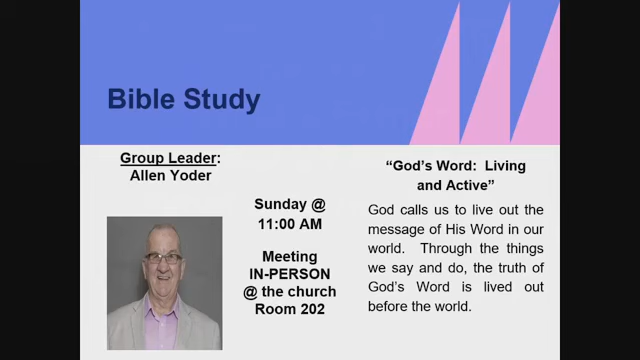 Bible Study
Group Leader:
Allen Yoder
Sunday @
11:00 AM
Meeting
IN-PERSON
@ the church
Room 202
“God’s Word:  Living
and Active”
God calls us to live out the
message of His Word in our
world.  Through the things
we say and do, the truth of
God’s Word is lived out
before the world.